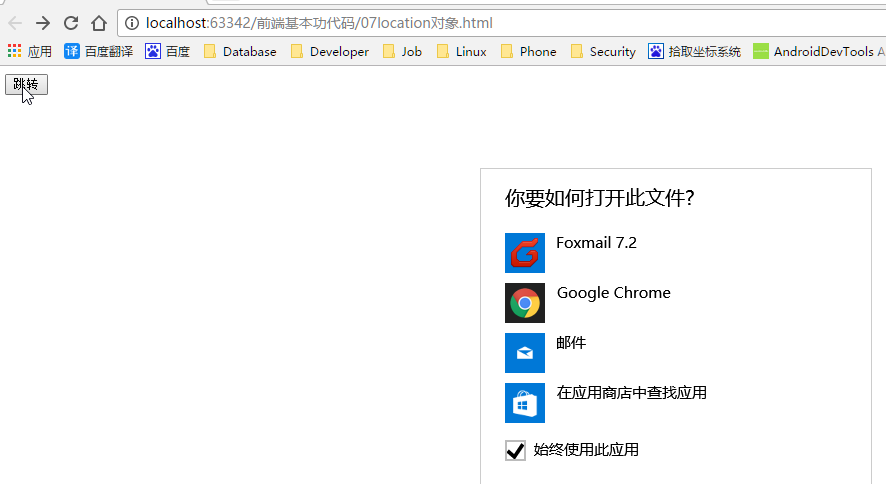 localhost:63342/前端基本功代码/07location对象.html
应用 译 百度翻译 百度 Database Developer Job Linux Phone Security 拾取坐标系统 AndroidDevTools A
跳转
你要如何打开此文件?
Foxmail 7.2
Google Chrome
邮件
在应用商店中查找应用
始终使用此应用